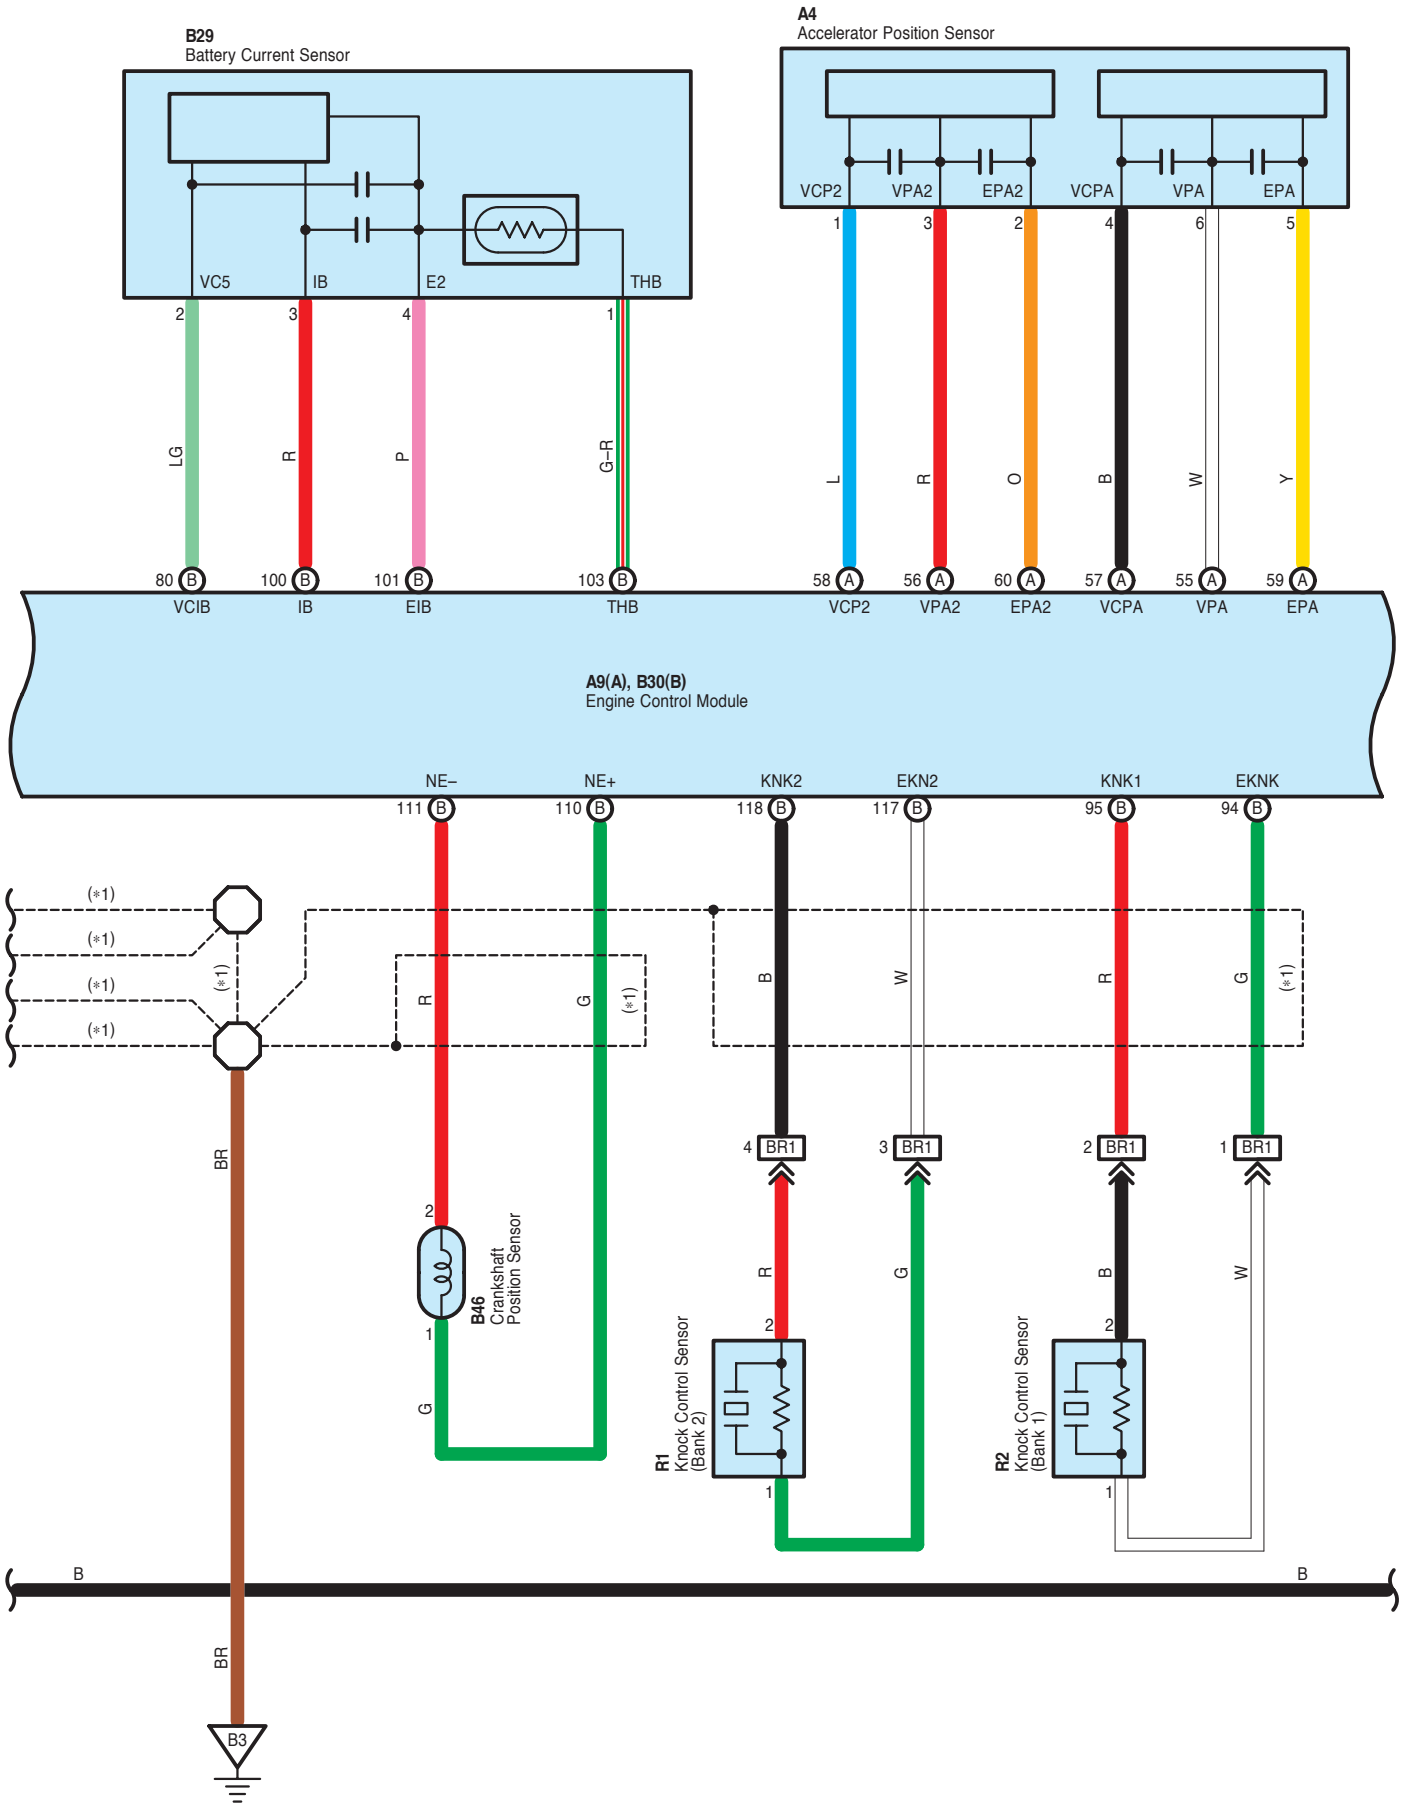 B29
Battery Current Sensor
A4
Accelerator Position Sensor
VCP2 VPA2 EPA2 VCPA VPA EPA
1 3 2 4 6 5
VC5 IB E2 THB
2 3 4 1
LG R P G–R
L R O B W Y
80 B 100 B 101 B 103 B 58 A 56 A 60 A 57 A 55 A 59 A
VCIB IB EIB THB VCP2 VPA2 EPA2 VCPA VPA EPA
A9(A), B30(B)
Engine Control Module
NE– NE+ KNK2 EKN2 KNK1 EKNK
111 B 110 B 118 B 117 B 95 B 94 B
(*1)
(*1)
(*1)
(*1)
(*1)
R G (*1) B W R G (*1)
4 BR1 3 BR1 2 BR1 1 BR1
BR
2
B46
Crankshaft
Position Sensor
1
G
R G B W
2 2
R1
Knock Control Sensor
(Bank 2)
R2
Knock Control Sensor
(Bank 1)
1 1
B B
BR
B3